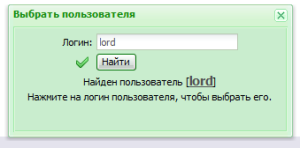 Выбрать пользователя
Логин: lord
Найти
Найден пользователь [lord]
Нажмите на логин пользователя, чтобы выбрать его.